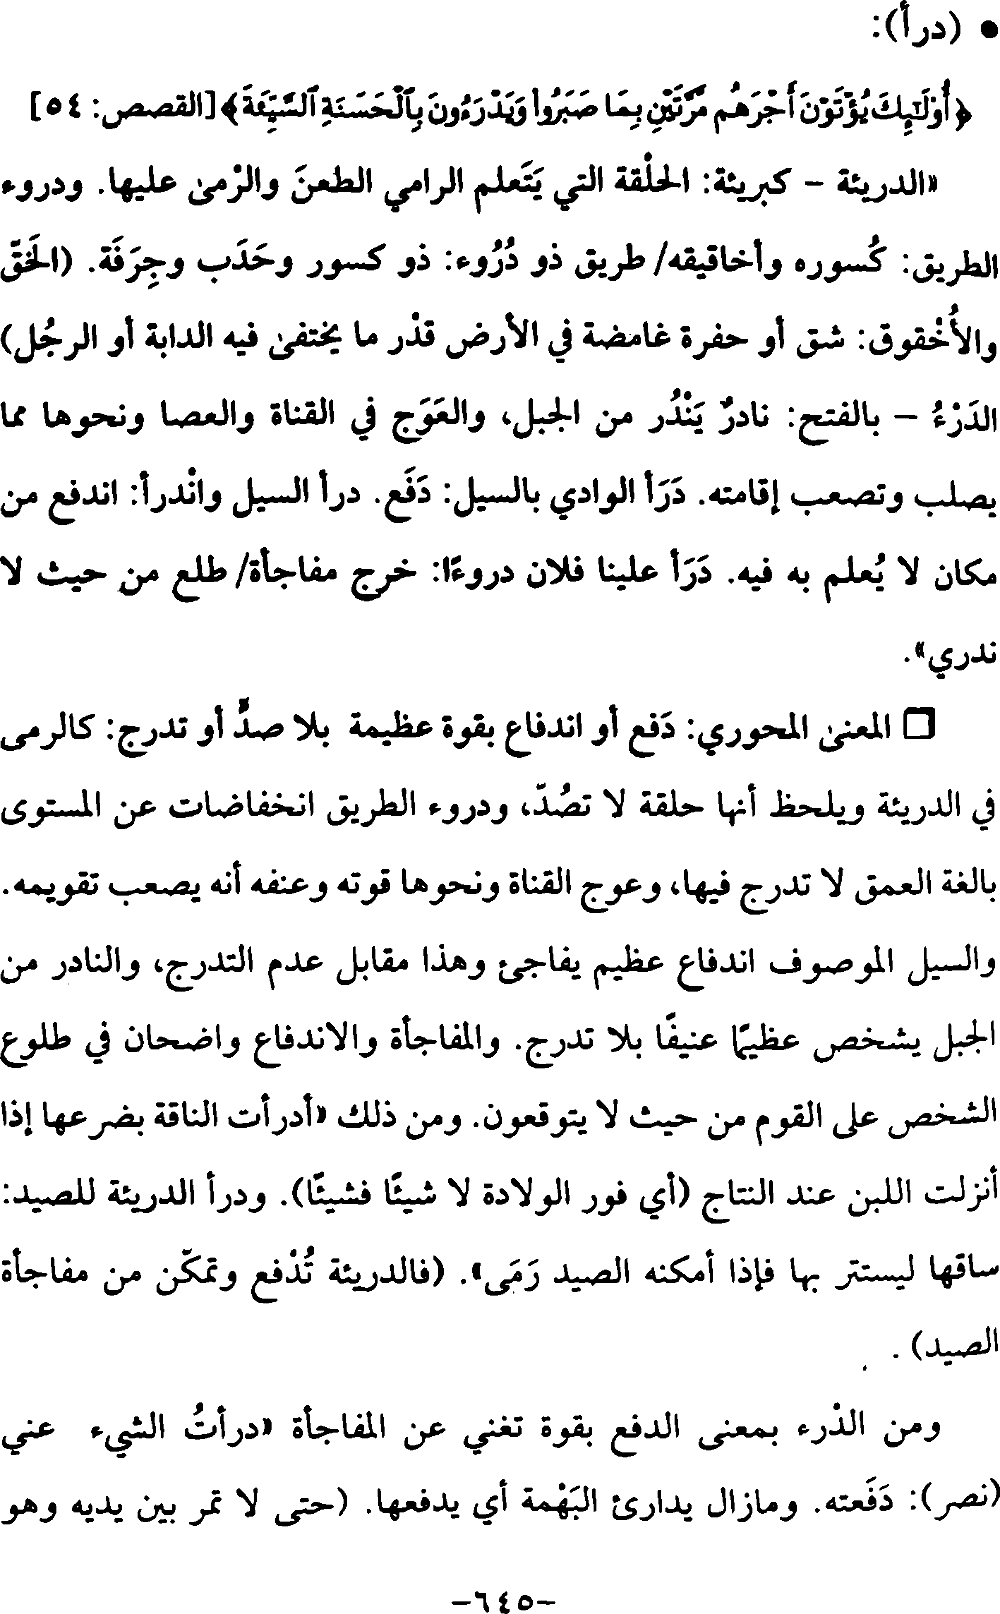 • (درأ):
﴿أُوْلَٰٓئِكَ يُؤْتَوْنَ أَجْرَهُم مَّرَّتَيْنِ بِمَا صَبَرُوا۟ وَيَدْرَءُونَ بِٱلْحَسَنَةِ ٱلسَّيِّئَةَ﴾ [القصص: ٥٤]
«الدريئة – كبريئة: الحلْقة التي يَتَعلم الرامي الطعنَ والرْمىٰ عليها. ودروء
الطريق: كُسوره وأخاقيقه/ طريق ذو دُرُوء: ذو كسور وحَدَب وجِرَفَة. (الخَقّ
والأُخْقوق: شق أو حفرة غامضة في الأرض قدْر ما يختفىٰ فيه الدابة أو الرجُل)
الدَرْءُ – بالفتح: نادرٌ يَنْدُر من الجبل، والعَوَج في القناة والعصا ونحوها مما
يصلب وتصعب إقامته. دَرَأ الوادي بالسيل: دَفَع. درأ السيل وانْدرأ: اندفع من
مكان لا يُعلم به فيه. دَرَأ علينا فلان دروءًا: خرج مفاجأة/ طلع من حيث لا
ندري».
❒ المعنىٰ المحوري: دَفع أو اندفاع بقوة عظيمة بلا صدٍّ أو تدرج: كالرمى
في الدريئة ويلحظ أنها حلقة لا تصُدّ، ودروء الطريق انخفاضات عن المستوى
بالغة العمق لا تدرج فيها، وعوج القناة ونحوها قوته وعنفه أنه يصعب تقويمه.
والسيل الموصوف اندفاع عظيم يفاجئ وهذا مقابل عدم التدرج، والنادر من
الجبل يشخص عظيمًا عنيفًا بلا تدرج. والمفاجأة والاندفاع واضحان في طلوع
الشخص على القوم من حيث لا يتوقعون. ومن ذلك «أدرأت الناقة بضرعها إذا
أنزلت اللبن عند النتاج (أي فور الولادة لا شيئًا فشيئًا). ودرأ الدريئة للصيد:
ساقها ليستتر بها فإذا أمكنه الصيد رَمَى». (فالدريئة تُدْفع وتمكّن من مفاجأة
الصيد) .
ومن الدْرء بمعنى الدفع بقوة تغني عن المفاجأة «درأتُ الشيء عني
(نصر): دَفَعته. ومازال يدارئ البَهْمة أي يدفعها. (حتى لا تمر بين يديه وهو
-٦٤٥-